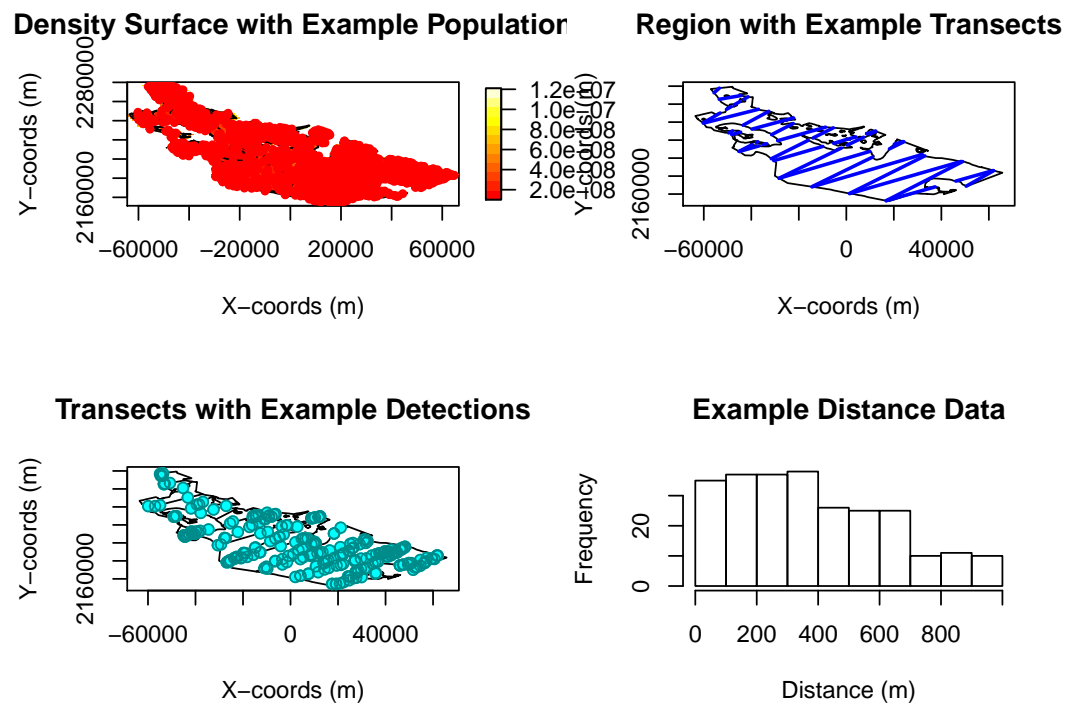 Density Surface with Example Population
Y−coords (m)
2160000
2280000
−60000
−20000
20000
60000
X−coords (m)
1.2e−07
1.0e−07
8.0e−08
6.0e−08
4.0e−08
2.0e−08
Region with Example Transects
Y−coords (m)
2160000
−60000
0
40000
X−coords (m)
Transects with Example Detections
Y−coords (m)
2160000
−60000
0
40000
X−coords (m)
Example Distance Data
Frequency
0
20
0
200
400
600
800
Distance (m)